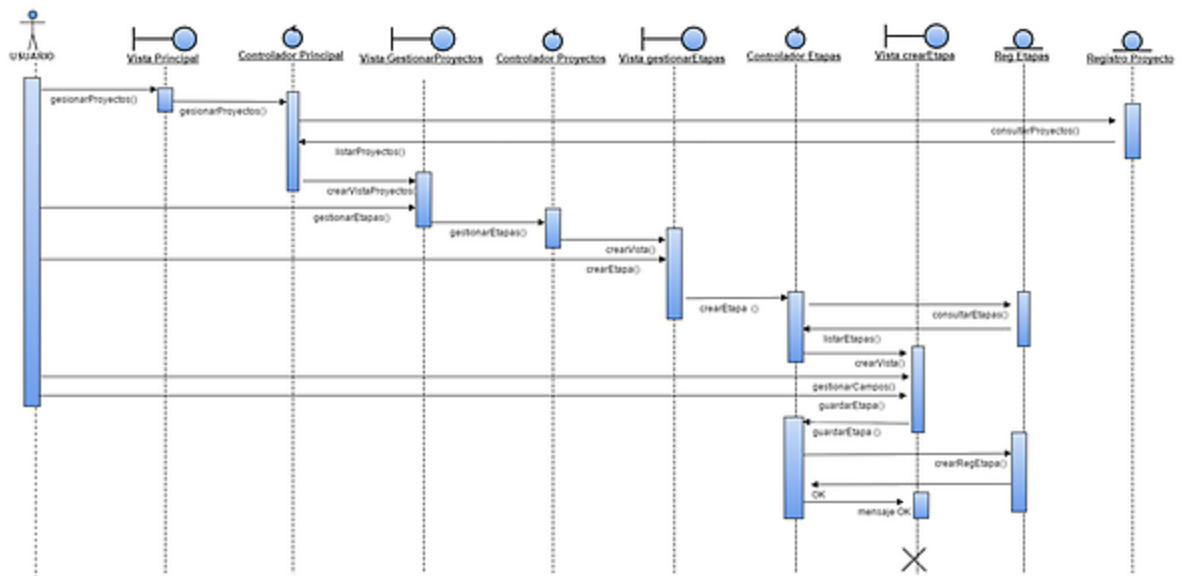 USUARIO
Vista Principal
Controlador Principal
Vista GestionarProyectos
Controlador Proyectos
Vista gestionarEtapas
Controlador Etapas
Vista crearEtapa
Reg Etapas
Registro Proyecto
gesionarProyectos()
gesionarProyectos()
consultarProyectos()
listarProyectos()
crearVistaProyectos
gestionarEtapas()
gestionarEtapas()
crearVista()
crearEtapa()
crearEtapa ()
consultarEtapas()
listarEtapas()
crearVista()
gestionarCampos()
guardarEtapa()
guardarEtapa ()
crearRegEtapa()
OK
mensaje OK